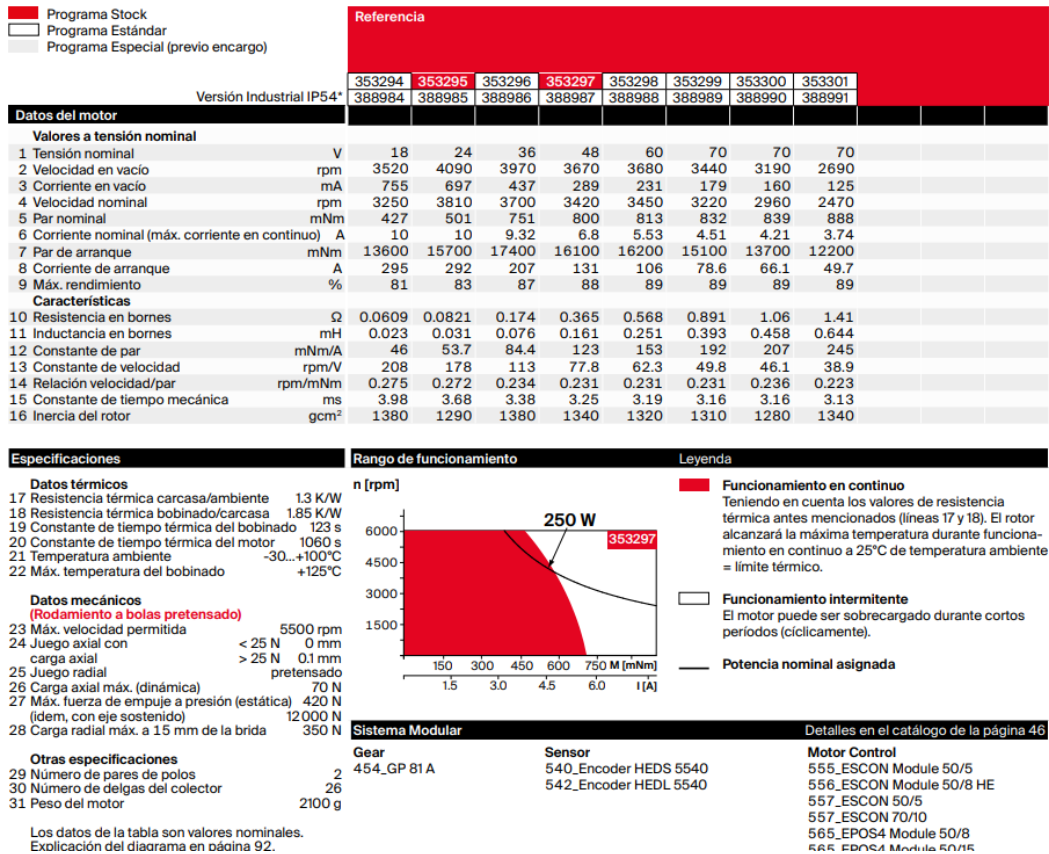 Programa Stock
Programa Estándar
Programa Especial (previo encargo)
Referencia
353294 353295 353296 353297 353298 353299 353300 353301
Versión Industrial IP54* 388984 388985 388986 388987 388988 388989 388990 388991
Datos del motor
Valores a tensión nominal
1 Tensión nominal V 18 24 36 48 60 70 70 70
2 Velocidad en vacío rpm 3520 4090 3970 3670 3680 3440 3190 2690
3 Corriente en vacío mA 755 697 437 289 231 179 160 125
4 Velocidad nominal rpm 3250 3810 3700 3420 3450 3220 2960 2470
5 Par nominal mNm 427 501 751 800 813 832 839 888
6 Corriente nominal (máx. corriente en continuo) A 10 10 9.32 6.8 5.53 4.51 4.21 3.74
7 Par de arranque mNm 13600 15700 17400 16100 16200 15100 13700 12200
8 Corriente de arranque A 295 292 207 131 106 78.6 66.1 49.7
9 Máx. rendimiento % 81 83 87 88 89 89 89 89
Características
10 Resistencia en bornes Ω 0.0609 0.0821 0.174 0.365 0.568 0.891 1.06 1.41
11 Inductancia en bornes mH 0.023 0.031 0.076 0.161 0.251 0.393 0.458 0.644
12 Constante de par mNm/A 46 53.7 84.4 123 153 192 207 245
13 Constante de velocidad rpm/V 208 178 113 77.8 62.3 49.8 46.1 38.9
14 Relación velocidad/par rpm/mNm 0.275 0.272 0.234 0.231 0.231 0.231 0.236 0.223
15 Constante de tiempo mecánica ms 3.98 3.68 3.38 3.25 3.19 3.16 3.16 3.13
16 Inercia del rotor gcm² 1380 1290 1380 1340 1320 1310 1280 1340
Especificaciones
Datos térmicos
17 Resistencia térmica carcasa/ambiente 1.3 K/W
18 Resistencia térmica bobinado/carcasa 1.85 K/W
19 Constante de tiempo térmica del bobinado 123 s
20 Constante de tiempo térmica del motor 1060 s
21 Temperatura ambiente -30...+100°C
22 Máx. temperatura del bobinado +125°C
Datos mecánicos
(Rodamiento a bolas pretensado)
23 Máx. velocidad permitida 5500 rpm
24 Juego axial con < 25 N 0 mm
carga axial > 25 N 0.1 mm
25 Juego radial pretensado
26 Carga axial máx. (dinámica) 70 N
27 Máx. fuerza de empuje a presión (estática) 420 N
(idem, con eje sostenido) 12 000 N
28 Carga radial máx. a 15 mm de la brida 350 N
Otras especificaciones
29 Número de pares de polos 2
30 Número de delgas del colector 26
31 Peso del motor 2100 g
Los datos de la tabla son valores nominales.
Explicación del diagrama en página 92.
Rango de funcionamiento
n [rpm]
250 W
353297
6000
4500
3000
1500
150 300 450 600 750 M [mNm]
1.5 3.0 4.5 6.0 I [A]
Leyenda
Funcionamiento en continuo
Teniendo en cuenta los valores de resistencia
térmica antes mencionados (líneas 17 y 18). El rotor
alcanzará la máxima temperatura durante funciona-
miento en continuo a 25°C de temperatura ambiente
= límite térmico.
Funcionamiento intermitente
El motor puede ser sobrecargado durante cortos
períodos (cíclicamente).
Potencia nominal asignada
Sistema Modular
Detalles en el catálogo de la página 46
Gear
454_GP 81 A
Sensor
540_Encoder HEDS 5540
542_Encoder HEDL 5540
Motor Control
555_ESCON Module 50/5
556_ESCON Module 50/8 HE
557_ESCON 50/5
557_ESCON 70/10
565_EPOS4 Module 50/8
565_EPOS4 Module 50/15